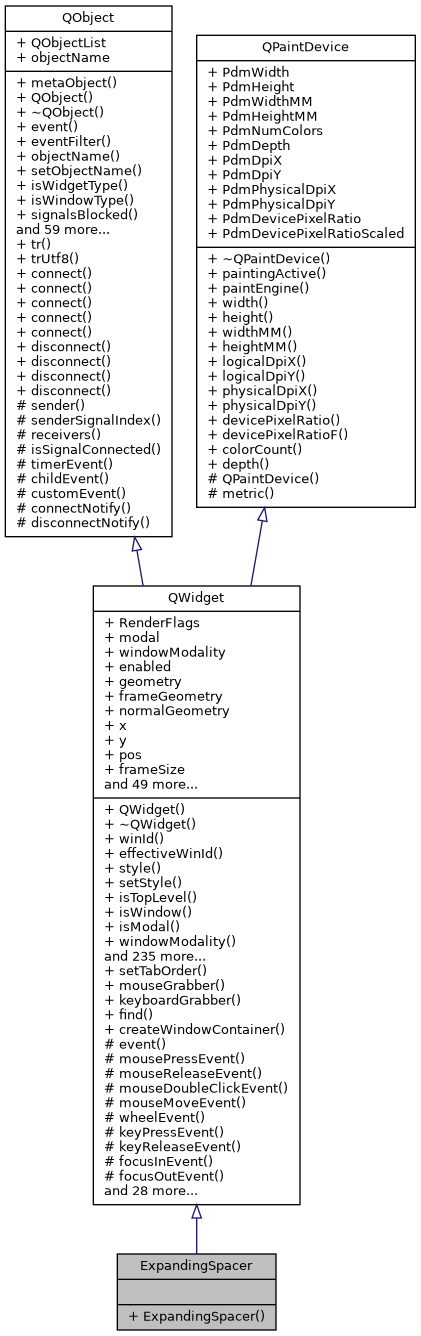 QObject
+ QObjectList
+ objectName
+ metaObject()
+ QObject()
+ ~QObject()
+ event()
+ eventFilter()
+ objectName()
+ setObjectName()
+ isWidgetType()
+ isWindowType()
+ signalsBlocked()
and 59 more...
+ tr()
+ trUtf8()
+ connect()
+ connect()
+ connect()
+ connect()
+ connect()
+ disconnect()
+ disconnect()
+ disconnect()
+ disconnect()
# sender()
# senderSignalIndex()
# receivers()
# isSignalConnected()
# timerEvent()
# childEvent()
# customEvent()
# connectNotify()
# disconnectNotify()
QPaintDevice
+ PdmWidth
+ PdmHeight
+ PdmWidthMM
+ PdmHeightMM
+ PdmNumColors
+ PdmDepth
+ PdmDpiX
+ PdmDpiY
+ PdmPhysicalDpiX
+ PdmPhysicalDpiY
+ PdmDevicePixelRatio
+ PdmDevicePixelRatioScaled
+ ~QPaintDevice()
+ paintingActive()
+ paintEngine()
+ width()
+ height()
+ widthMM()
+ heightMM()
+ logicalDpiX()
+ logicalDpiY()
+ physicalDpiX()
+ physicalDpiY()
+ devicePixelRatio()
+ devicePixelRatioF()
+ colorCount()
+ depth()
# QPaintDevice()
# metric()
QWidget
+ RenderFlags
+ modal
+ windowModality
+ enabled
+ geometry
+ frameGeometry
+ normalGeometry
+ x
+ y
+ pos
+ frameSize
and 49 more...
+ QWidget()
+ ~QWidget()
+ winId()
+ effectiveWinId()
+ style()
+ setStyle()
+ isTopLevel()
+ isWindow()
+ isModal()
+ windowModality()
and 235 more...
+ setTabOrder()
+ mouseGrabber()
+ keyboardGrabber()
+ find()
+ createWindowContainer()
# event()
# mousePressEvent()
# mouseReleaseEvent()
# mouseDoubleClickEvent()
# mouseMoveEvent()
# wheelEvent()
# keyPressEvent()
# keyReleaseEvent()
# focusInEvent()
# focusOutEvent()
and 28 more...
ExpandingSpacer
+ ExpandingSpacer()